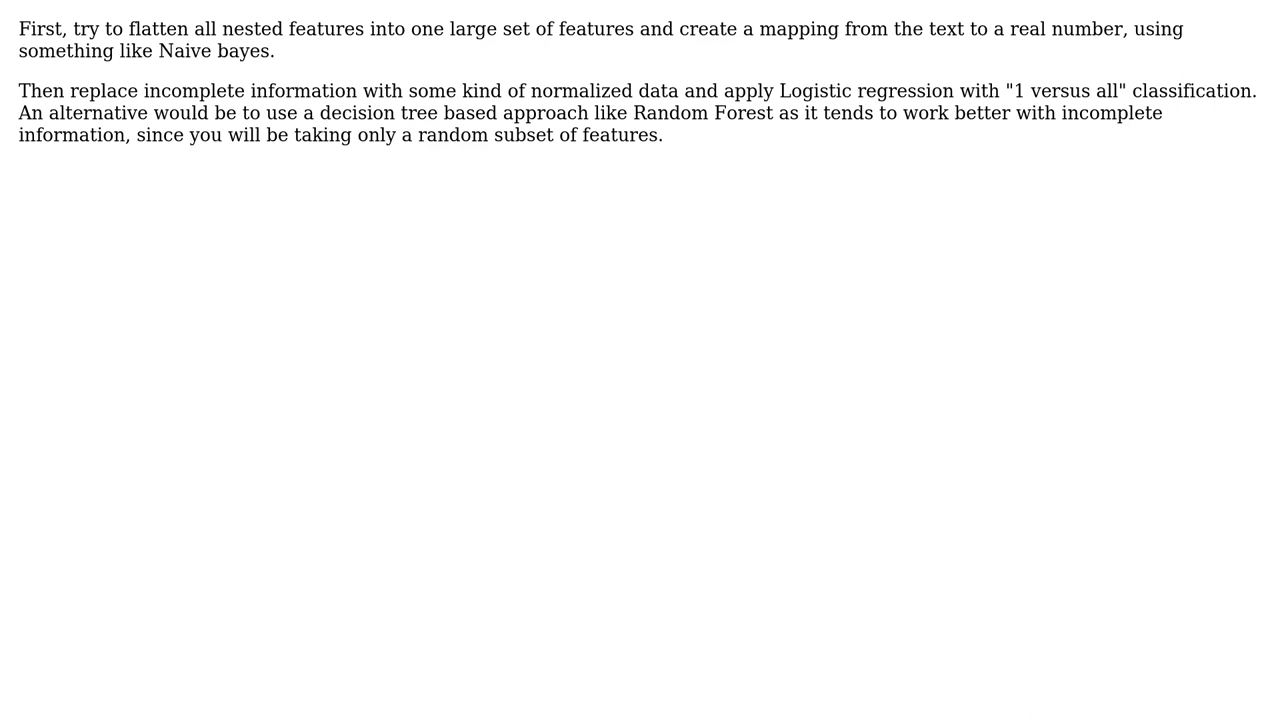 First, try to flatten all nested features into one large set of features and create a mapping from the text to a real number, using
something like Naive bayes.
Then replace incomplete information with some kind of normalized data and apply Logistic regression with "1 versus all" classification.
An alternative would be to use a decision tree based approach like Random Forest as it tends to work better with incomplete
information, since you will be taking only a random subset of features.